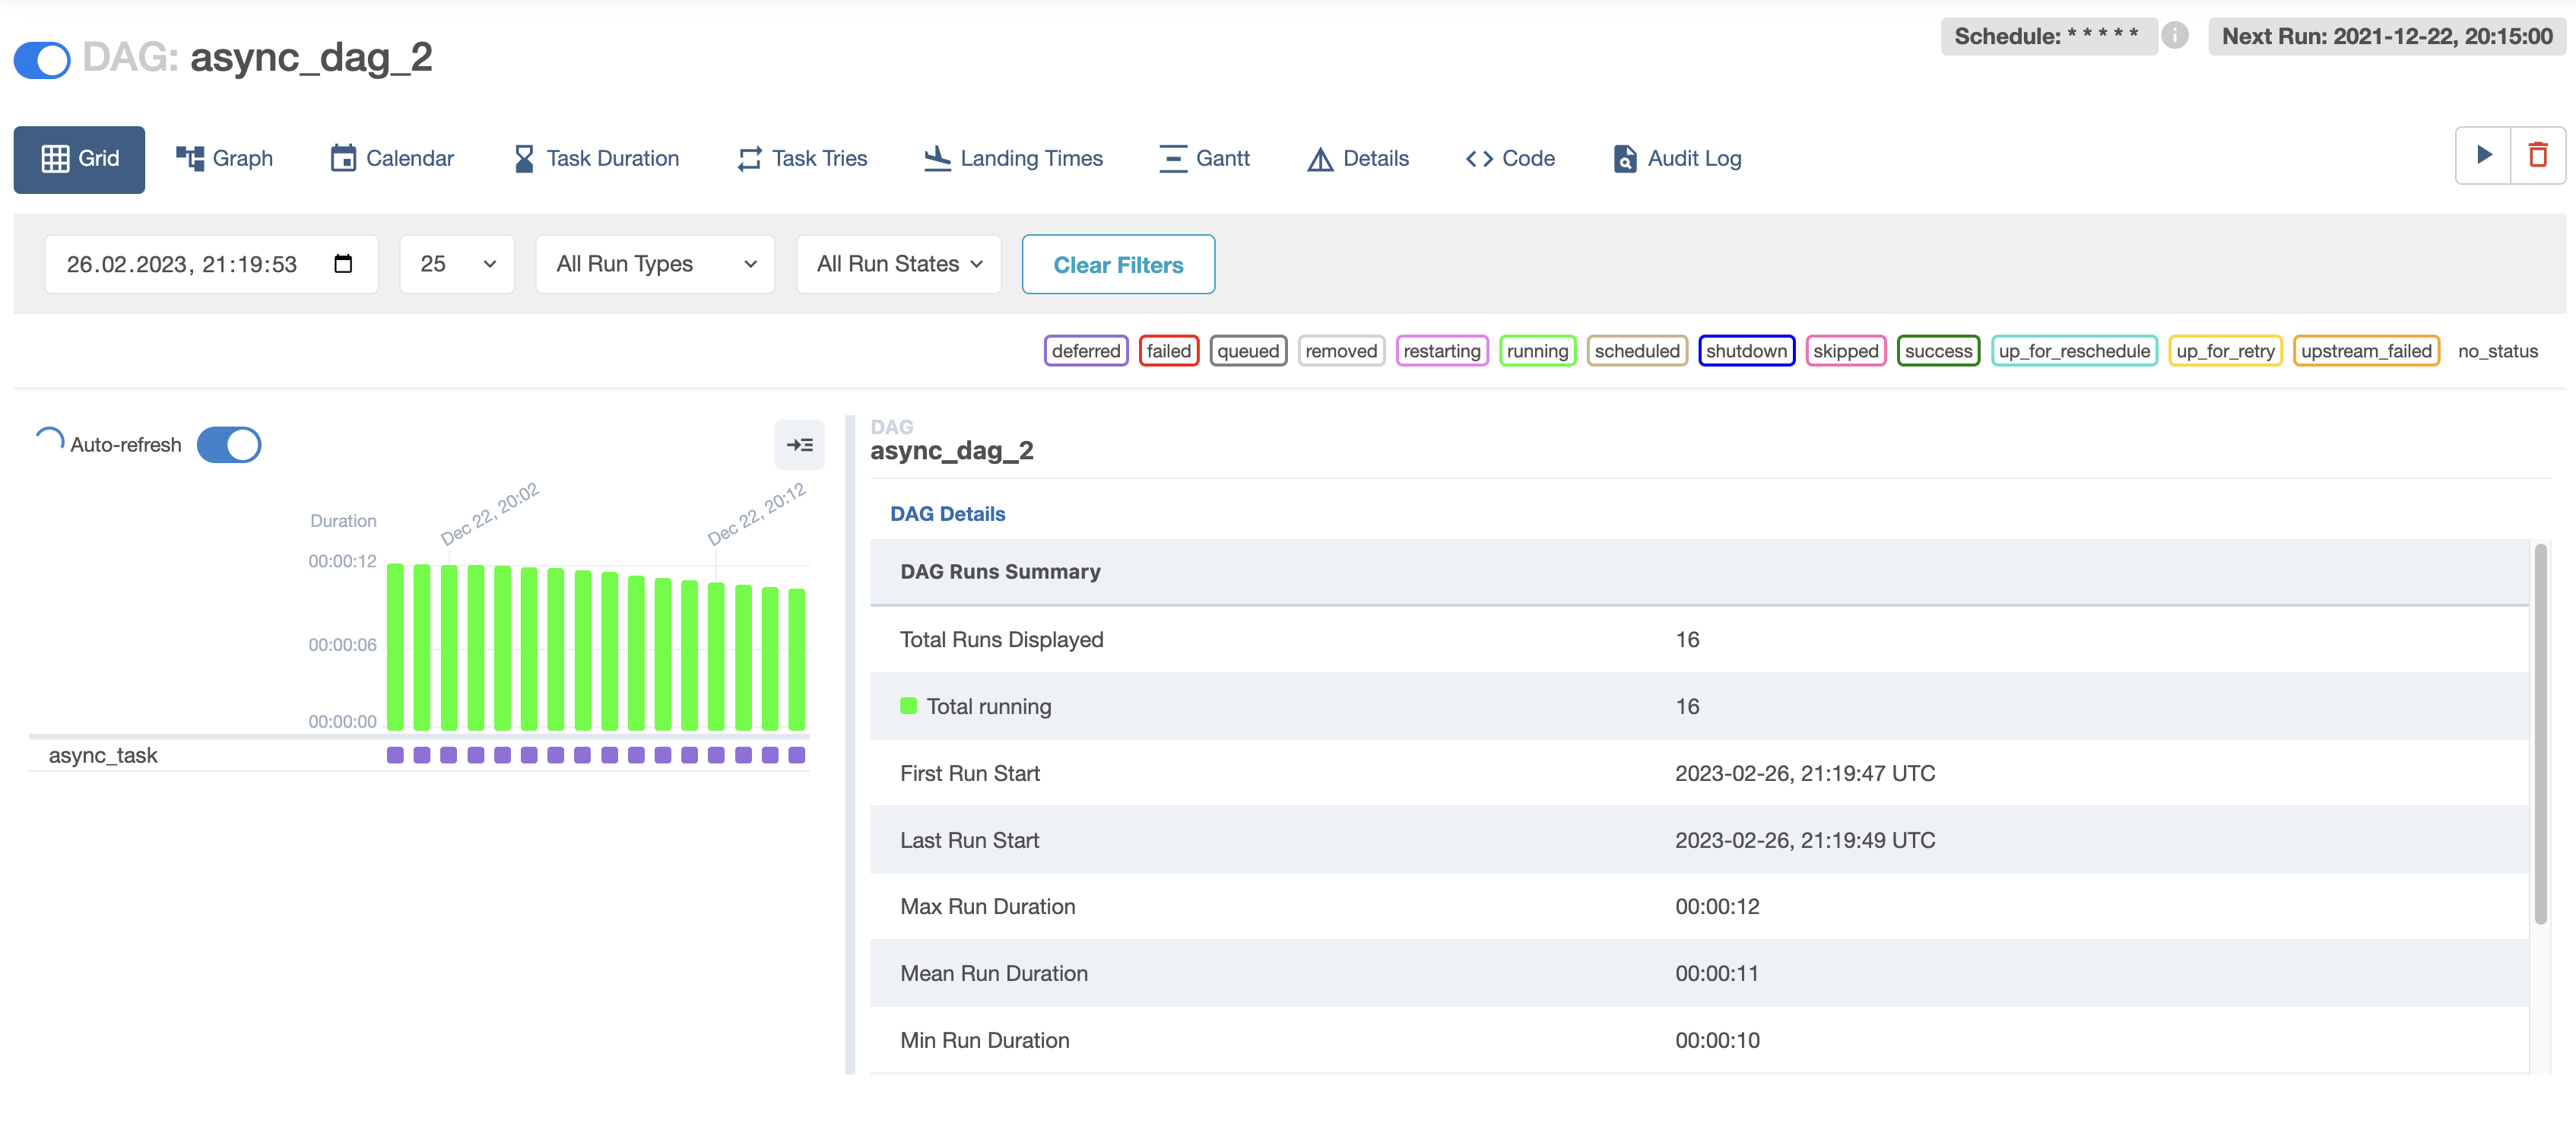 DAG: async_dag_2
Schedule: * * * * *
i
Next Run: 2021-12-22, 20:15:00
Grid
Graph
Calendar
Task Duration
Task Tries
Landing Times
Gantt
Details
Code
Audit Log
26.02.2023, 21:19:53
25
All Run Types
All Run States
Clear Filters
deferred
failed
queued
removed
restarting
running
scheduled
shutdown
skipped
success
up_for_reschedule
up_for_retry
upstream_failed
no_status
Auto-refresh
Dec 22, 20:02
Dec 22, 20:12
Duration
00:00:12
00:00:06
00:00:00
async_task
DAG
async_dag_2
DAG Details
DAG Runs Summary
Total Runs Displayed 16
Total running 16
First Run Start 2023-02-26, 21:19:47 UTC
Last Run Start 2023-02-26, 21:19:49 UTC
Max Run Duration 00:00:12
Mean Run Duration 00:00:11
Min Run Duration 00:00:10